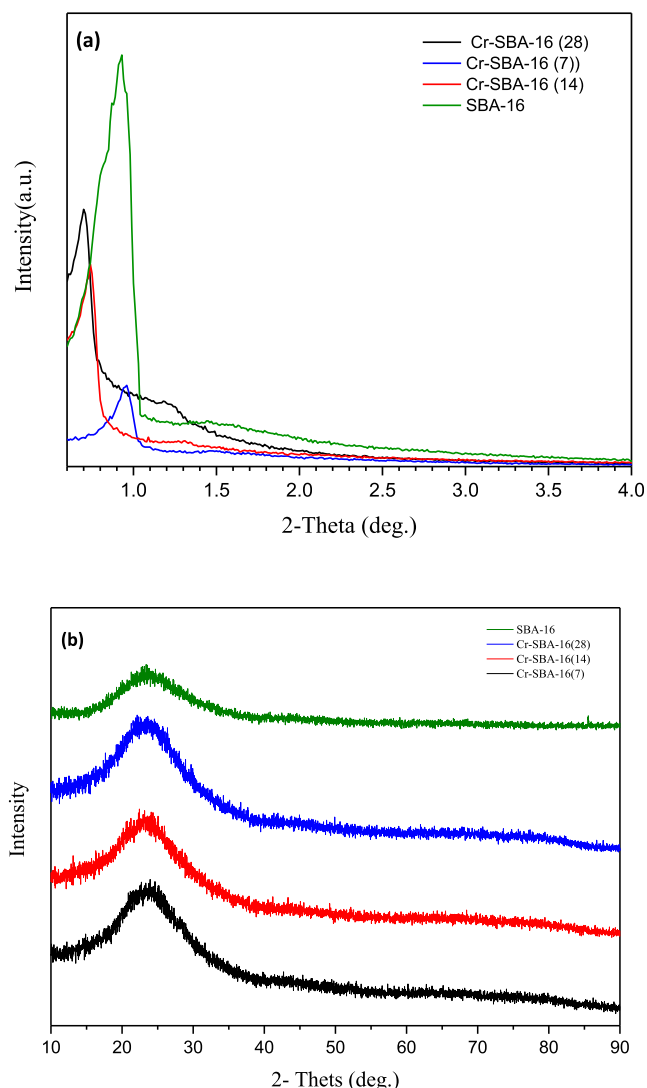 (a)
Cr-SBA-16 (28)
Cr-SBA-16 (7))
Cr-SBA-16 (14)
SBA-16
Intensity(a.u.)
1.0 1.5 2.0 2.5 3.0 3.5 4.0
2-Theta (deg.)
(b)
SBA-16
Cr-SBA-16(28)
Cr-SBA-16(14)
Cr-SBA-16(7)
Intensity
10 20 30 40 50 60 70 80 90
2- Thets (deg.)